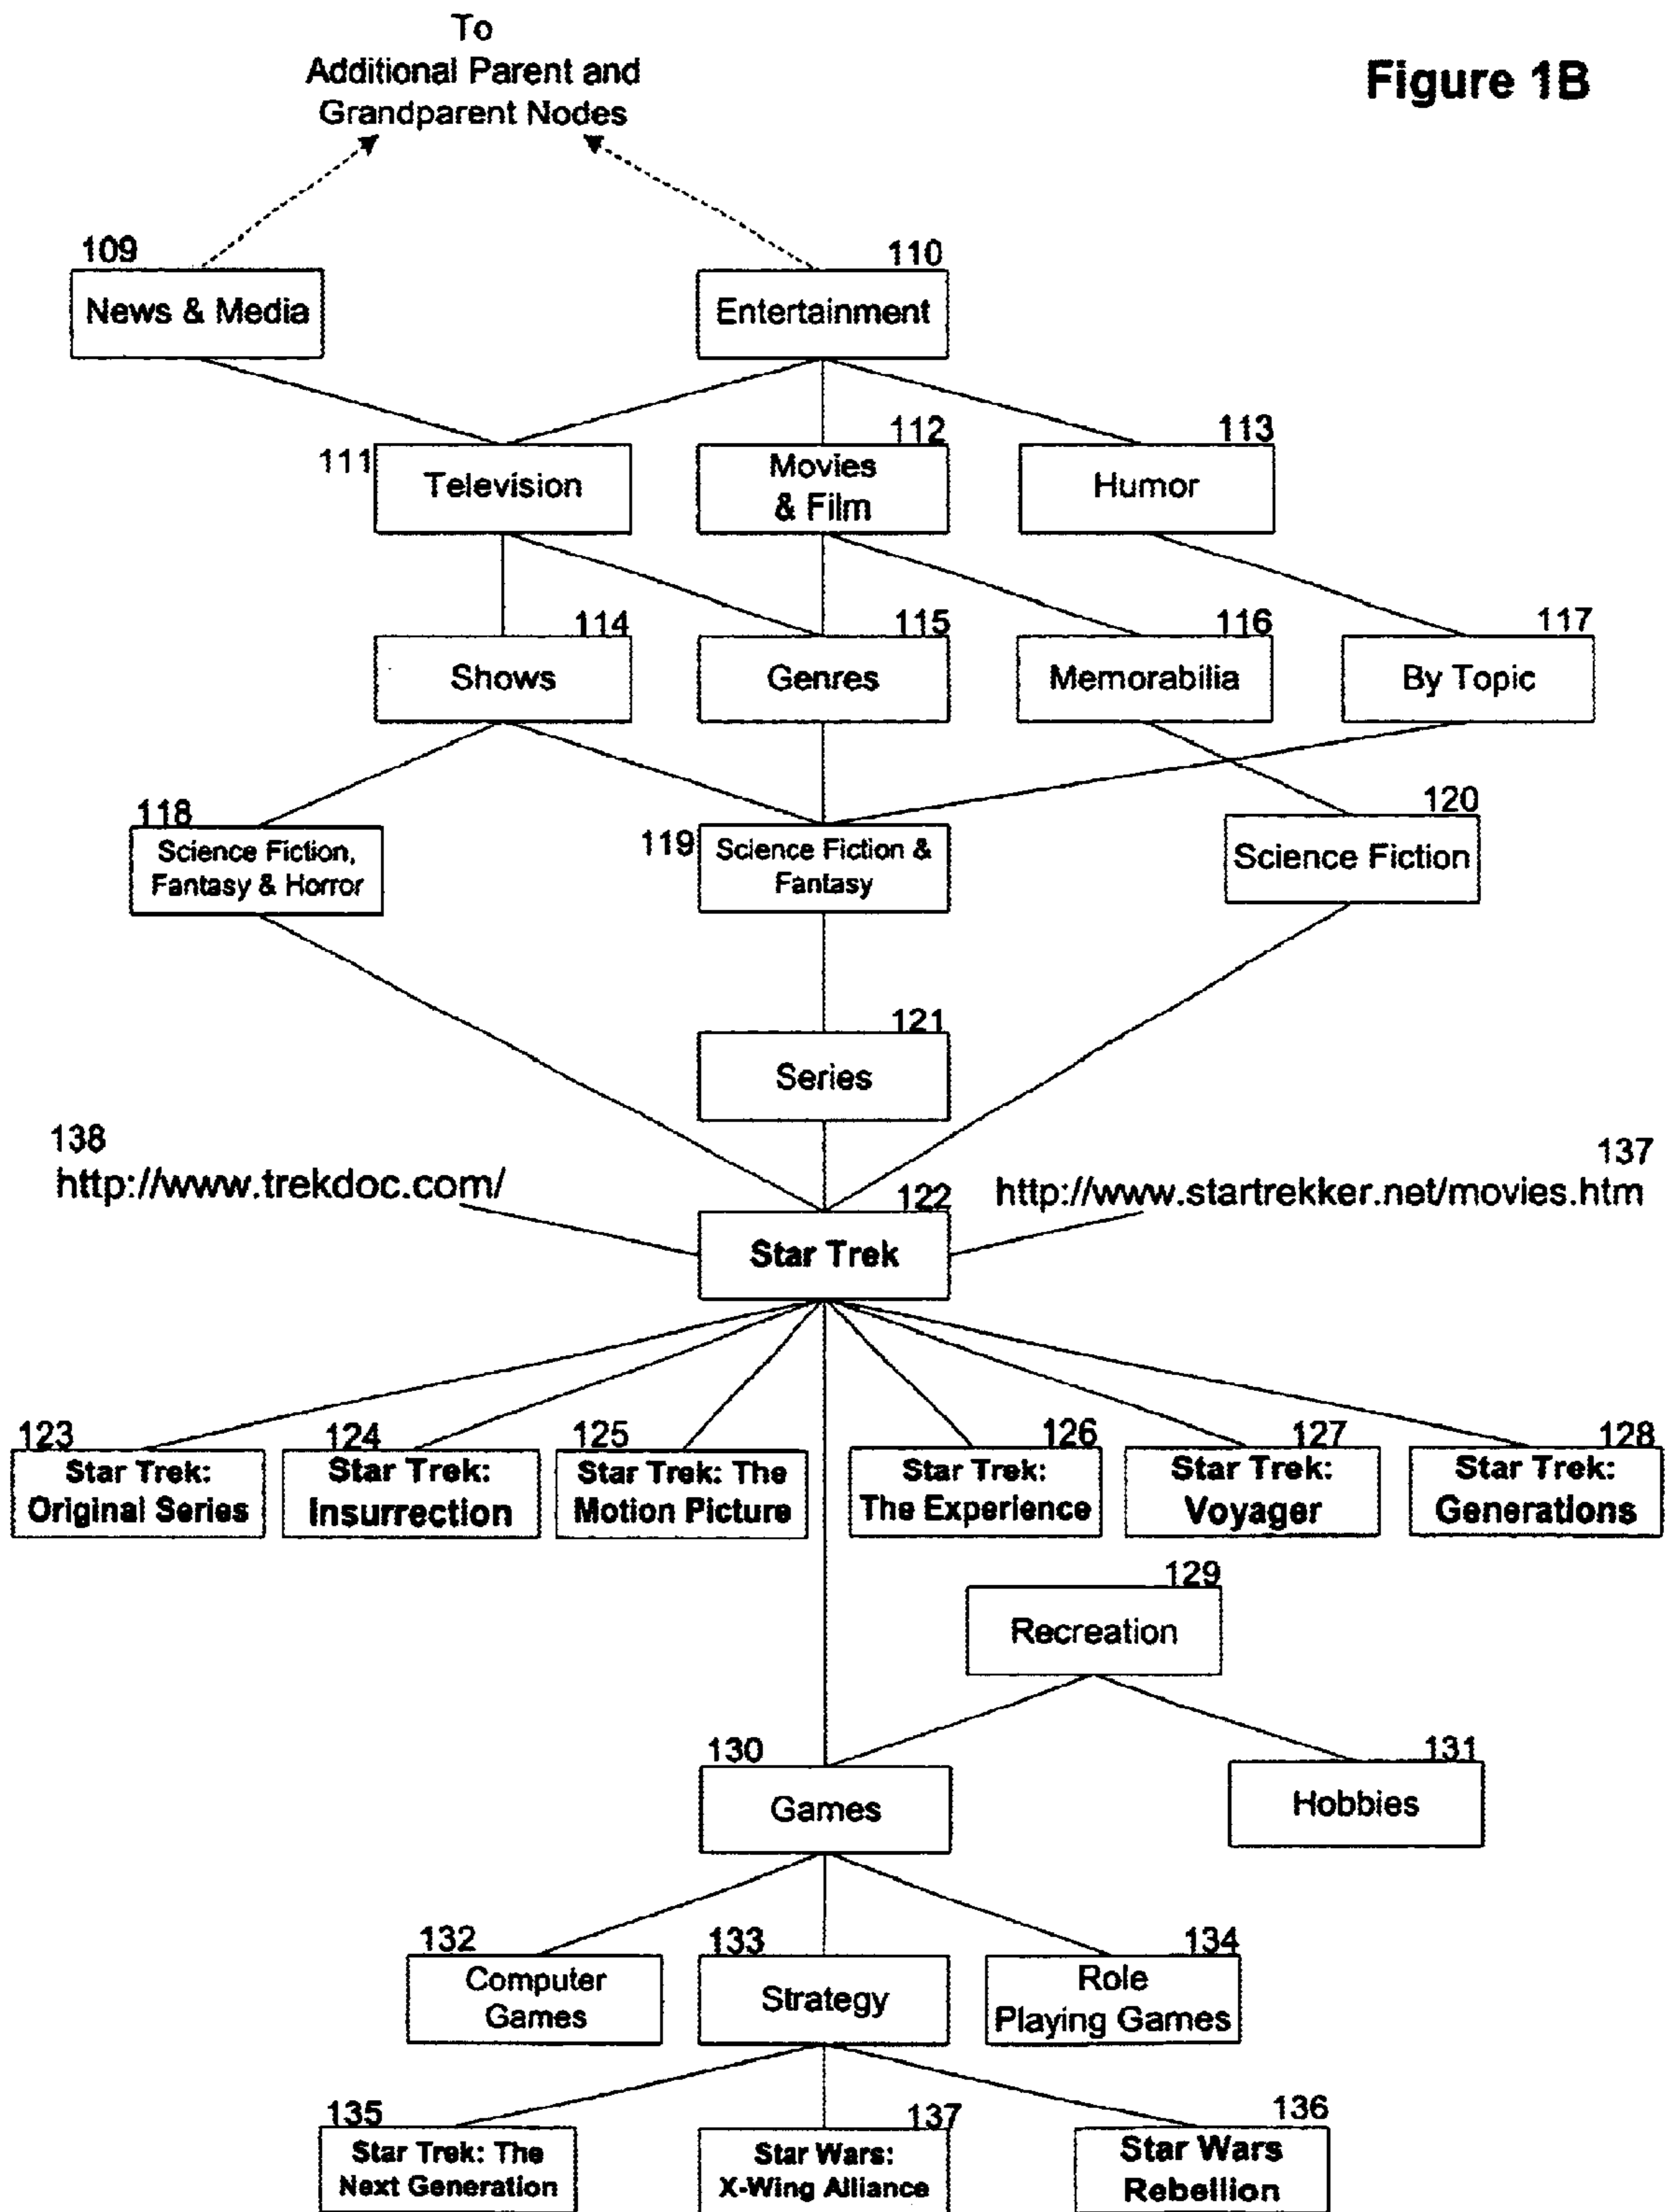 To
Additional Parent and
Grandparent Nodes
Figure 1B
109
News & Media
110
Entertainment
111
Television
112
Movies
& Film
113
Humor
114
Shows
115
Genres
116
Memorabilia
117
By Topic
118
Science Fiction,
Fantasy & Horror
119
Science Fiction &
Fantasy
120
Science Fiction
121
Series
138
http://www.trekdoc.com/
137
http://www.startrekker.net/movies.htm
122
Star Trek
123
Star Trek:
Original Series
124
Star Trek:
Insurrection
125
Star Trek: The
Motion Picture
126
Star Trek:
The Experience
127
Star Trek:
Voyager
128
Star Trek:
Generations
129
Recreation
130
Games
131
Hobbies
132
Computer
Games
133
Strategy
134
Role
Playing Games
135
Star Trek: The
Next Generation
137
Star Wars:
X-Wing Alliance
136
Star Wars
Rebellion